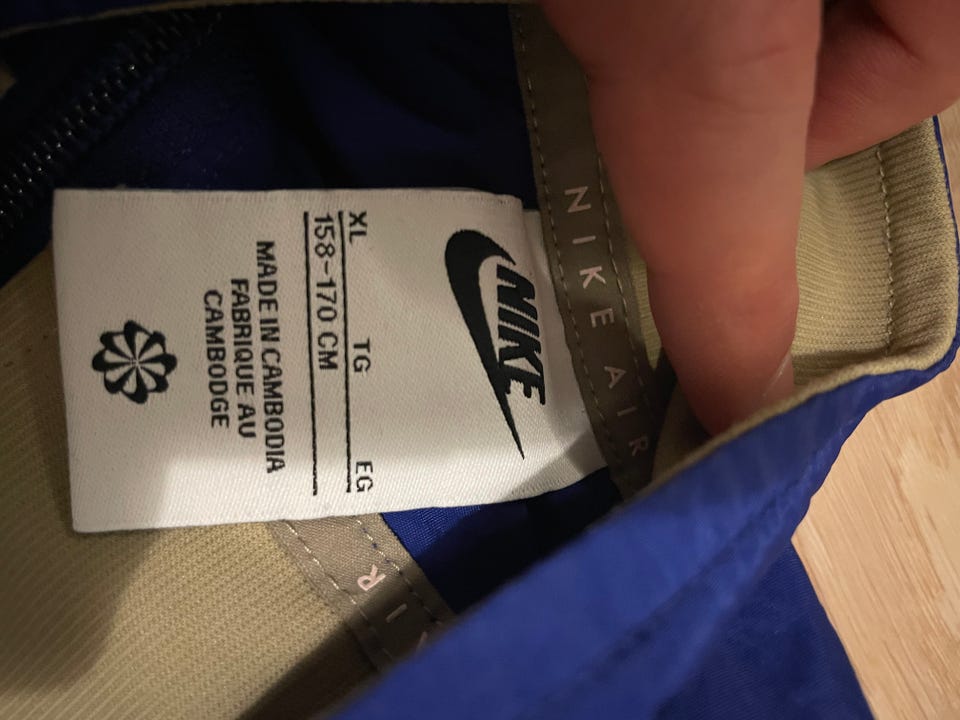 NIKE
XL TG EG
158-170 CM
MADE IN CAMBODIA
FABRIQUE AU
CAMBODGE
NIKE AIR
R
I